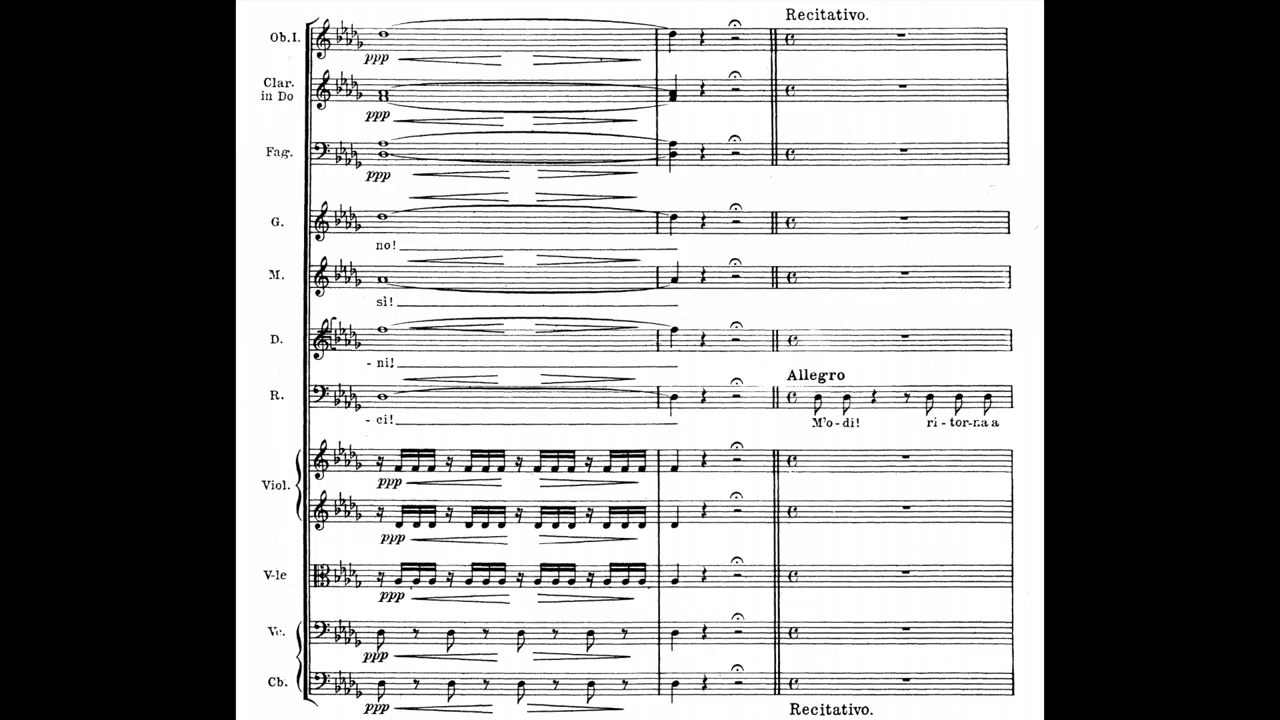 Recitativo.
Ob. I.
ppp
Clar.
in Do
ppp
Fag.
ppp
G.
no!
M.
sì!
D.
- ni!
Allegro
R.
- ci! M'o - di! ri - tor-na a
Viol.
ppp
ppp
V-le
ppp
Vc.
ppp
Cb.
ppp
Recitativo.